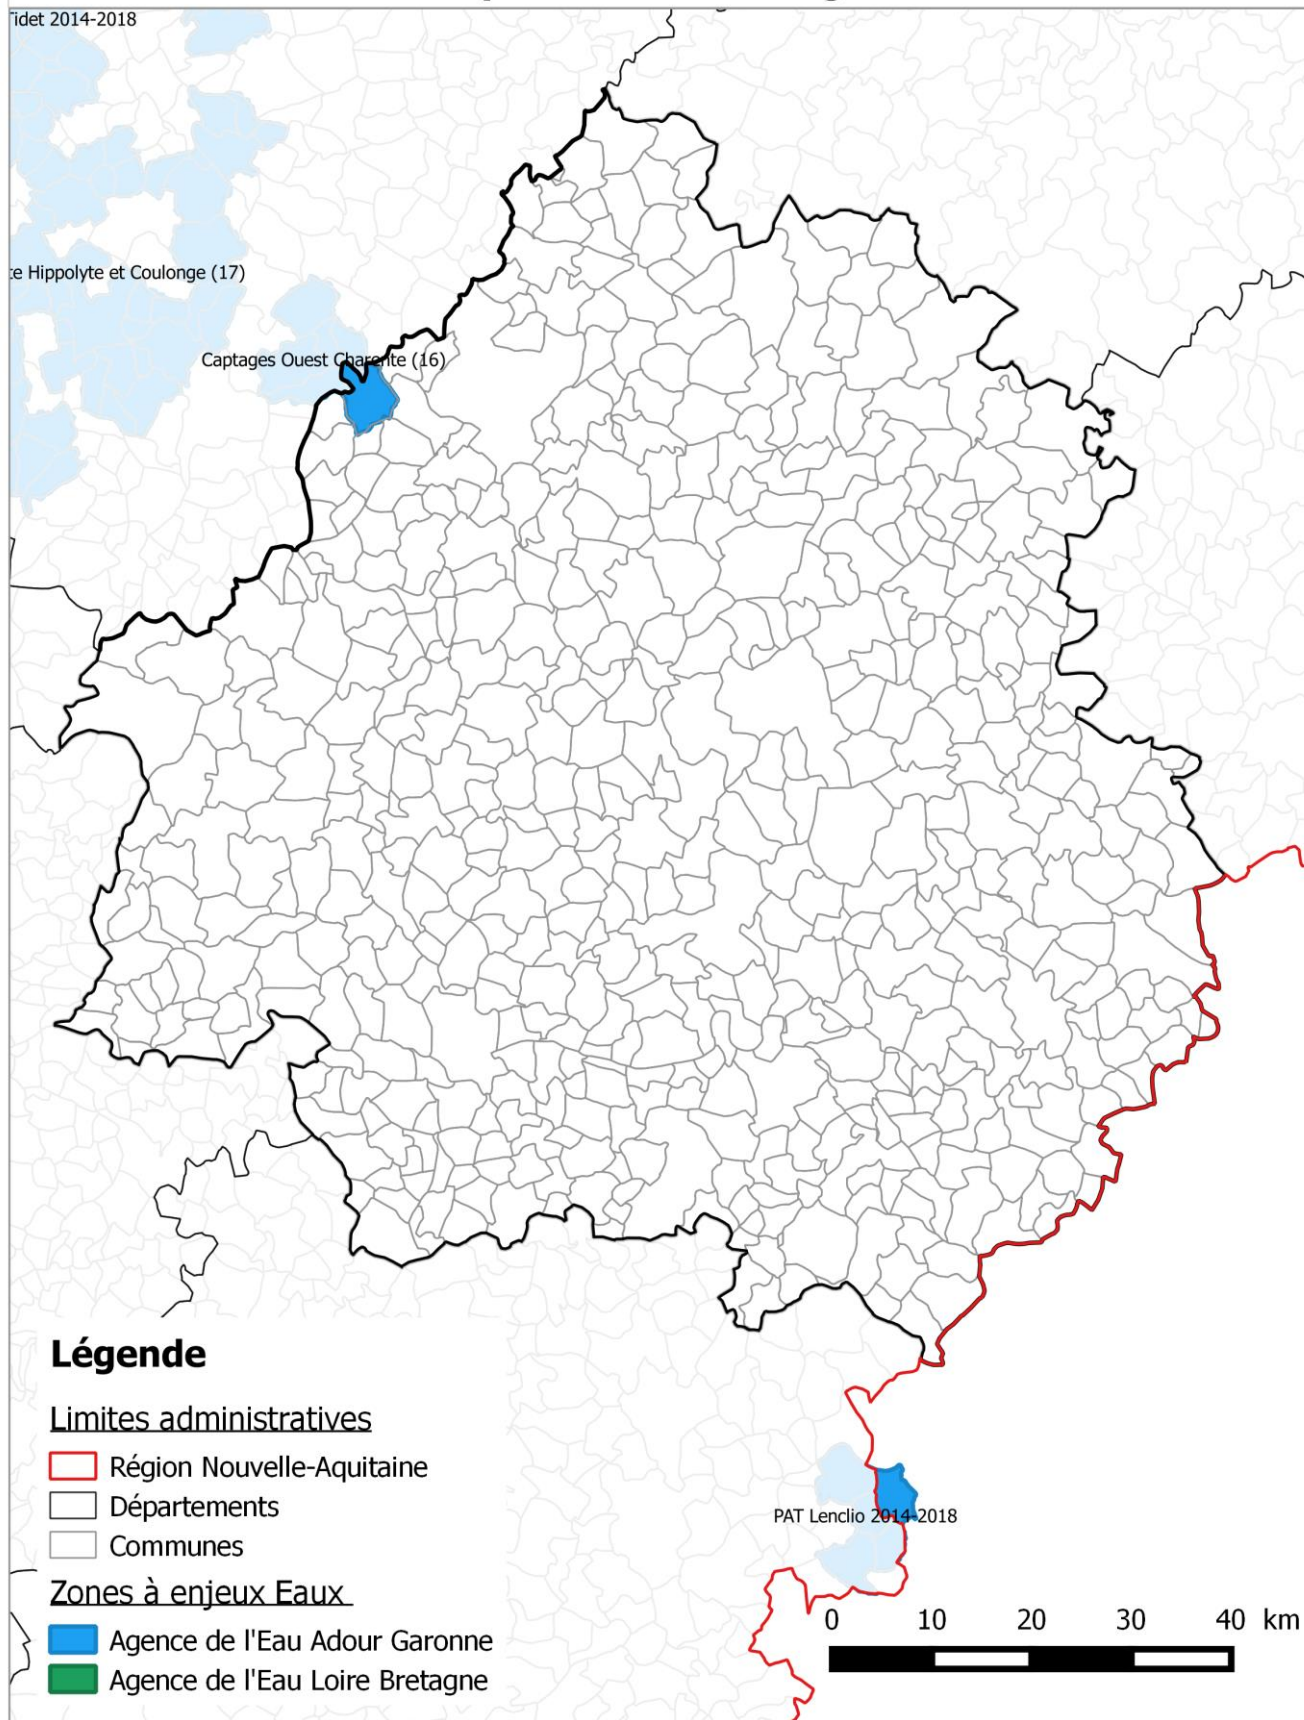 idet 2014-2018
e Hippolyte et Coulonge (17)
Captages Ouest Charente (16)
Légende
Limites administratives
Région Nouvelle-Aquitaine
Départements
Communes
Zones à enjeux Eaux
Agence de l'Eau Adour Garonne
Agence de l'Eau Loire Bretagne
PAT Lenclio 2014-2018
0 10 20 30 40 km